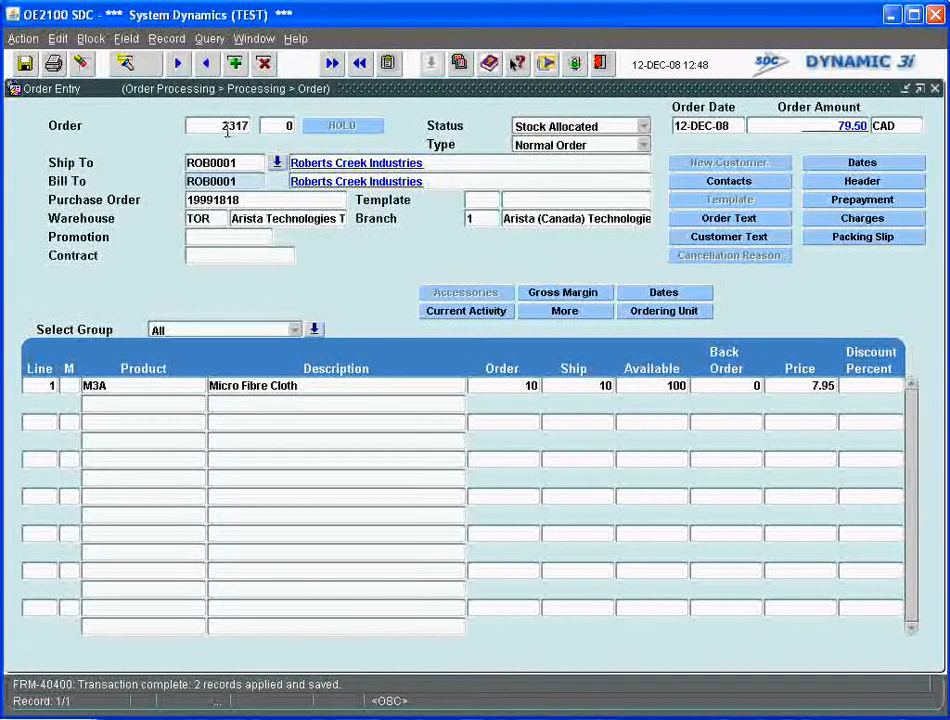 OE2100 SDC - *** System Dynamics (TEST) ***
Action Edit Block Field Record Query Window Help
12-DEC-08 12:48 SDC DYNAMIC 3i
Order Entry (Order Processing > Processing > Order)
Order Date Order Amount
Order 2317 0 HOLD Status Stock Allocated 12-DEC-08 79.50 CAD
Type Normal Order
Ship To ROB0001 Roberts Creek Industries New Customer Dates
Bill To ROB0001 Roberts Creek Industries Contacts Header
Purchase Order 19991818 Template Template Prepayment
Warehouse TOR Arista Technologies T Branch 1 Arista (Canada) Technologie Order Text Charges
Promotion Customer Text Packing Slip
Contract Cancellation Reason
Accessories Gross Margin Dates
Current Activity More Ordering Unit
Select Group All
Line M Product Description Order Ship Available Back Order Price Discount Percent
1 M3A Micro Fibre Cloth 10 10 100 0 7.95
FRM-40400: Transaction complete: 2 records applied and saved.
Record: 1/1 ... <OSC>